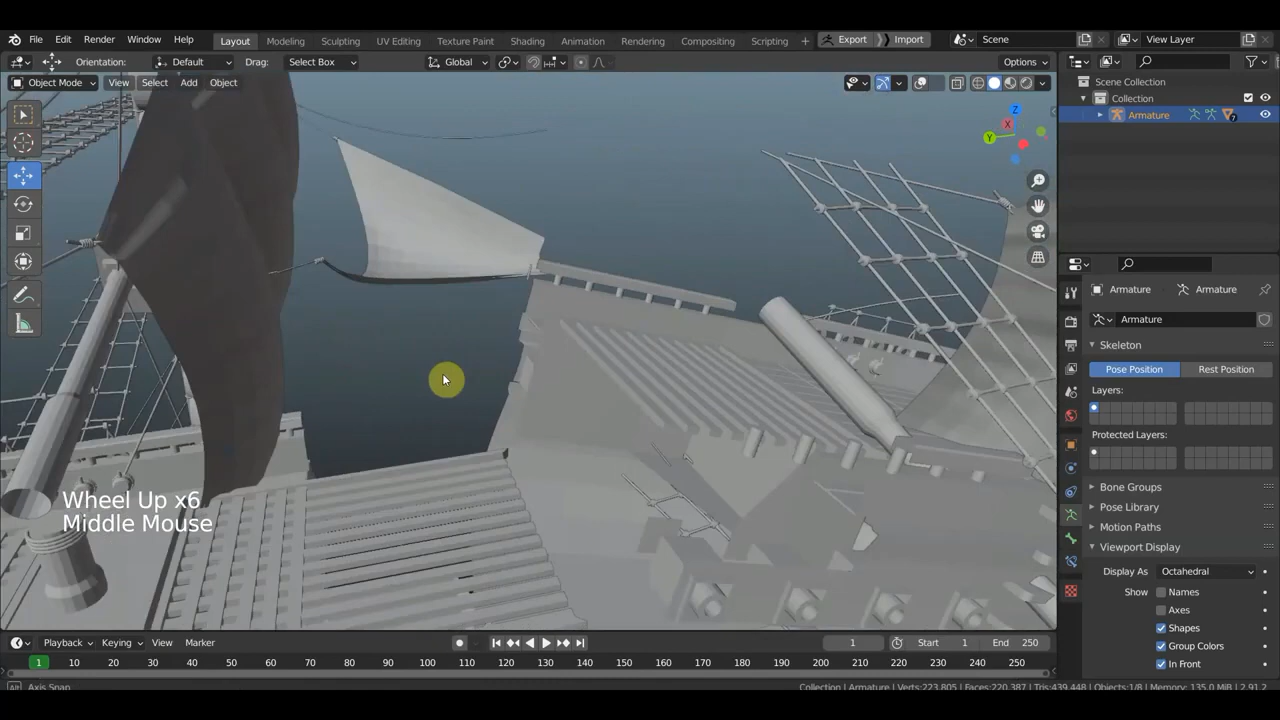 File Edit Render Window Help Layout Modeling Sculpting UV Editing Texture Paint Shading Animation Rendering Compositing Scripting + Export Import Scene View Layer
Orientation: Default Drag: Select Box Global Options
Object Mode View Select Add Object
Scene Collection
Collection
Armature
7
Z
X
Y
Armature Armature
Armature
Skeleton
Pose Position Rest Position
Layers:
Protected Layers:
Bone Groups
Pose Library
Motion Paths
Viewport Display
Display As Octahedral
Show Names
Axes
Shapes
Group Colors
In Front
Wheel Up x6
Middle Mouse
Playback Keying View Marker 1 Start 1 End 250
1 10 20 30 40 50 60 70 80 90 100 110 120 130 140 150 160 170 180 190 200 210 220 230 240 250
Axis Snap Collection | Armature | Verts:223.805 | Faces:220.387 | Tris:439.448 | Objects:1/8 | Memory: 135.0 MiB | 2.91.2